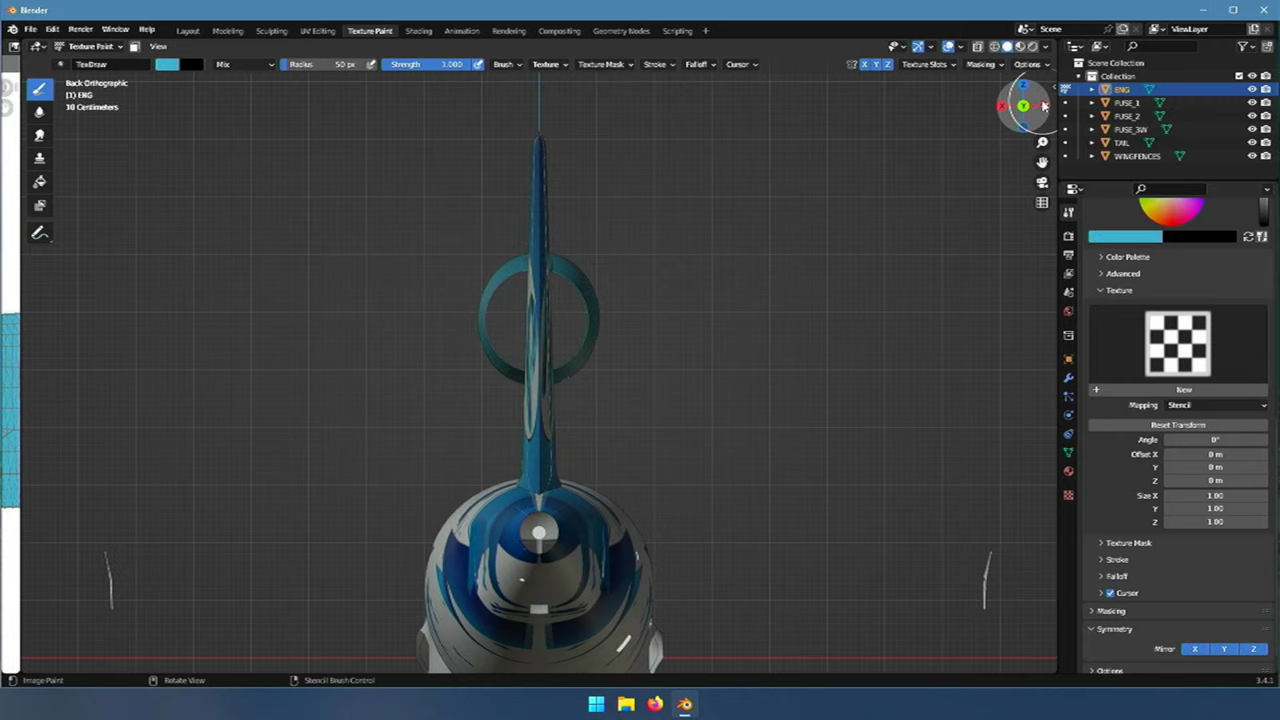 Blender
File Edit Render Window Help Layout Modeling Sculpting UV Editing Texture Paint Shading Animation Compositing Rendering Geometry Nodes Scripting + Scene ViewLayer
Texture Paint View
TexDraw Mix Radius 50 px Strength 1.000 Brush Texture Texture Mask Stroke Falloff Cursor X Y Z Texture Slots Masking Options
Scene Collection
Collection
ENG
FUSE_1
FUSE_2
FUSE_3W
TAIL
WINGFENCES
Back Orthographic
(1) ENG
10 Centimeters
Z
X Y
Color Palette
Advanced
Texture
+ New
Mapping Stencil
Reset Transform
Angle 0°
Offset X 0 m
Y 0 m
Z 0 m
Size X 1.00
Y 1.00
Z 1.00
Texture Mask
Stroke
Falloff
Cursor
Masking
Symmetry
Mirror X Y Z
Options
Image Paint Rotate View Stencil Brush Control 3.4.1